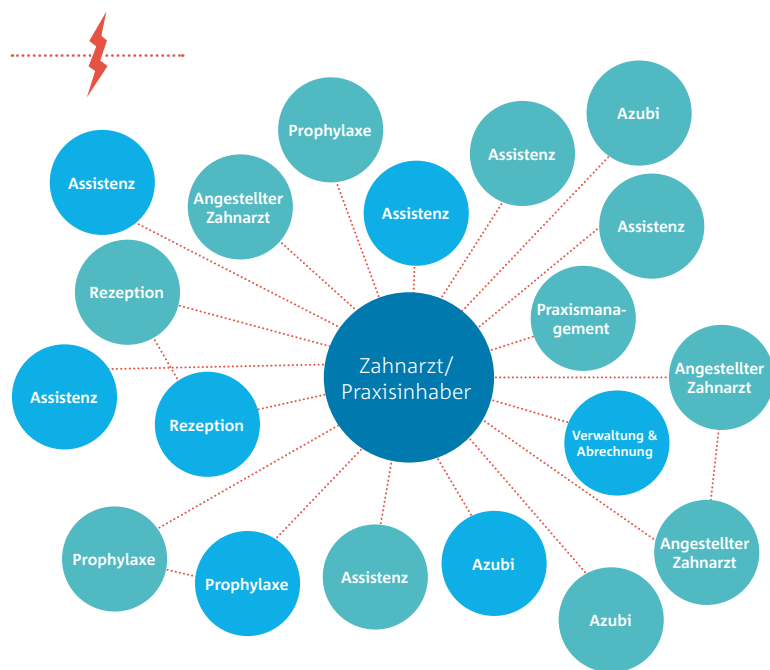 Azubi
Prophylaxe
Assistenz
Assistenz
Angestellter
Zahnarzt
Assistenz
Assistenz
Rezeption
Praxismana-
gement
Zahnarzt/
Praxisinhaber
Angestellter
Zahnarzt
Assistenz
Rezeption
Verwaltung &
Abrechnung
Angestellter
Zahnarzt
Prophylaxe
Prophylaxe
Assistenz
Azubi
Azubi